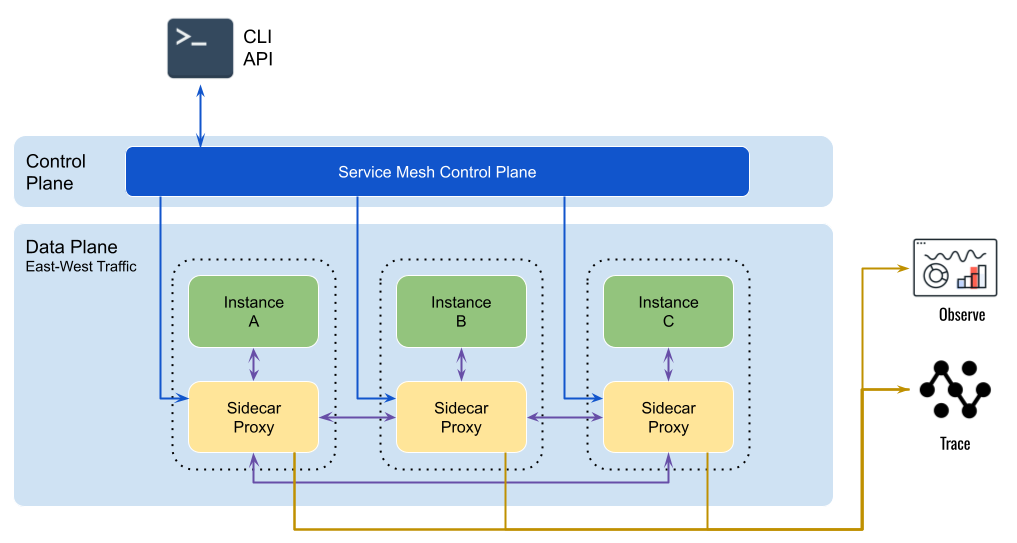 CLI
API
Control
Plane
Service Mesh Control Plane
Data Plane
East-West Traffic
Instance
A
Instance
B
Instance
C
Sidecar
Proxy
Sidecar
Proxy
Sidecar
Proxy
Observe
Trace